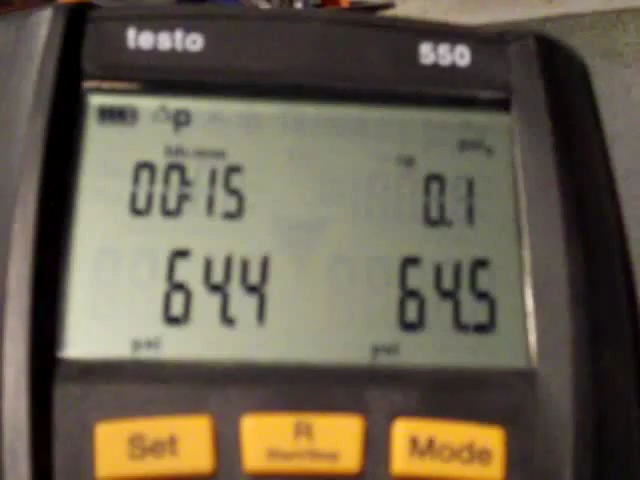 testo 550
Δp
00:15 0.1
64.4 64.5
psi psi
Set R Mode